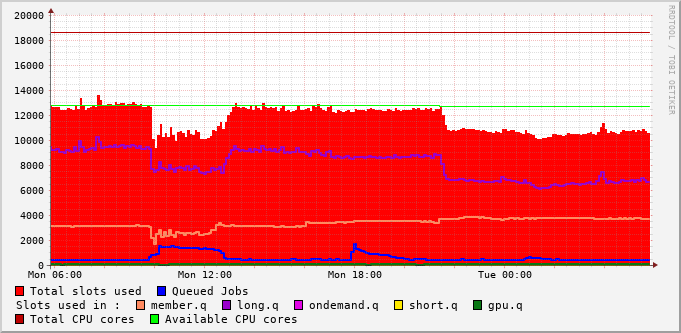 20000
18000
16000
14000
12000
10000
8000
6000
4000
2000
0
Mon 06:00 Mon 12:00 Mon 18:00 Tue 00:00
RRDTOOL / TOBI OETIKER
Total slots used Queued Jobs
Slots used in : member.q long.q ondemand.q short.q gpu.q
Total CPU cores Available CPU cores